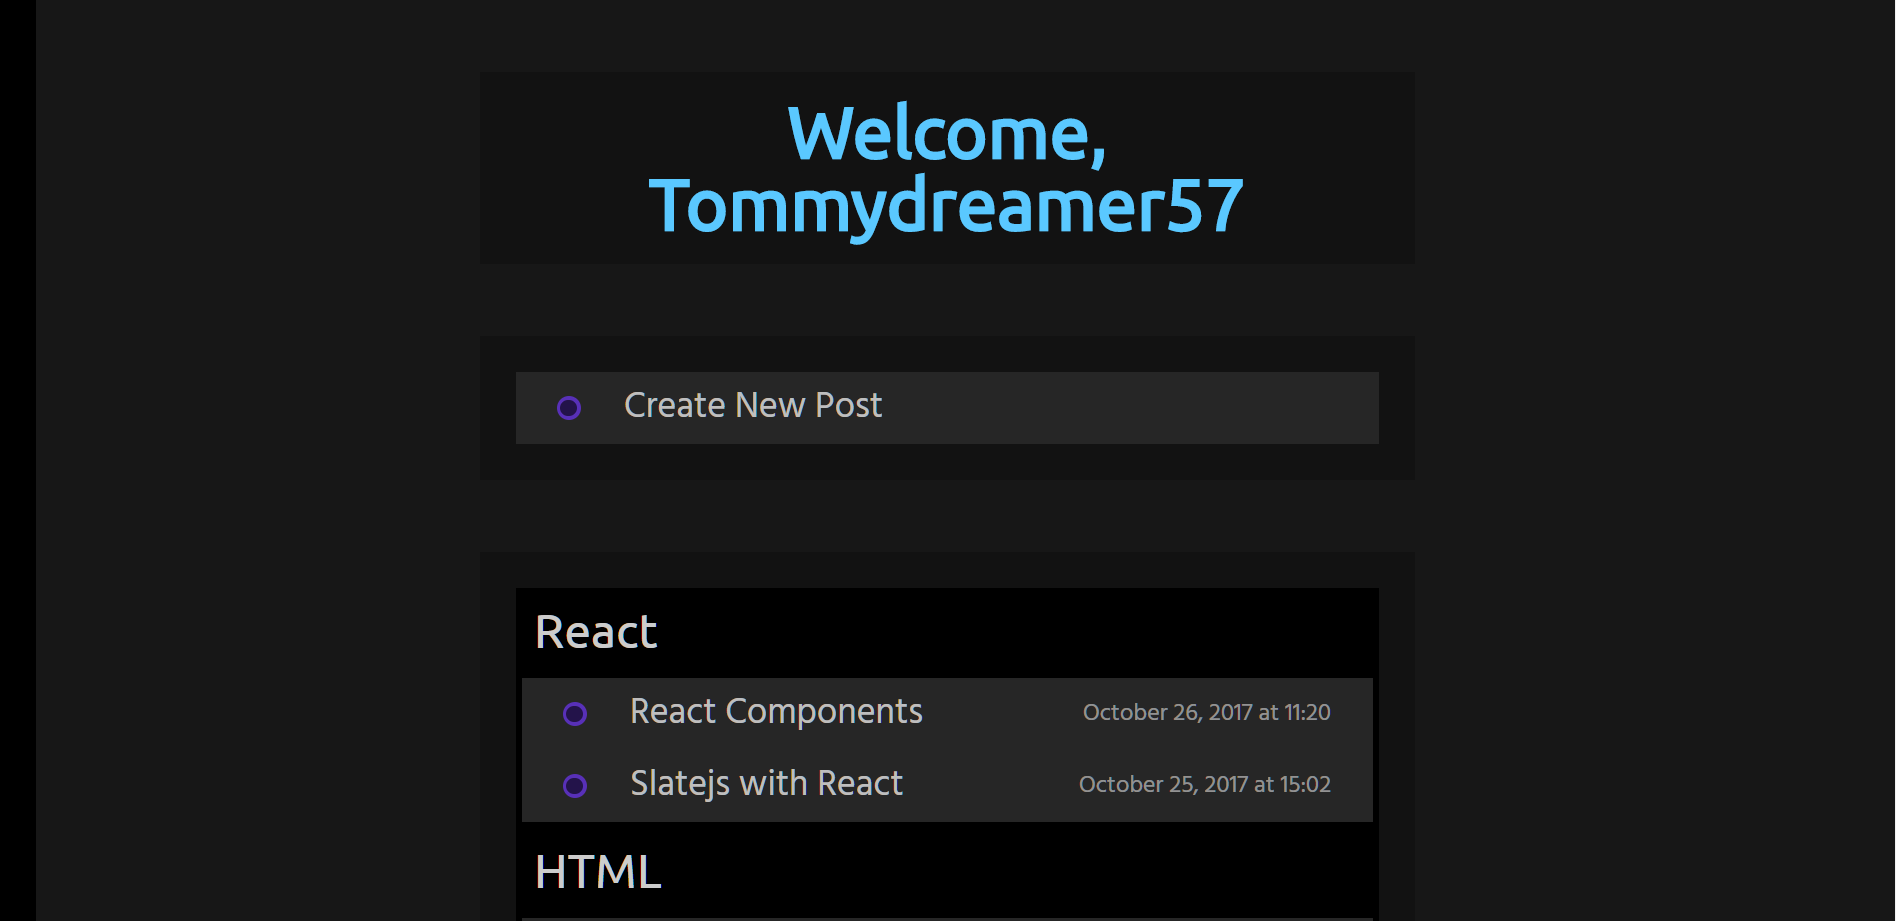 Welcome,
Tommydreamer57
Create New Post
React
React Components October 26, 2017 at 11:20
Slatejs with React October 25, 2017 at 15:02
HTML